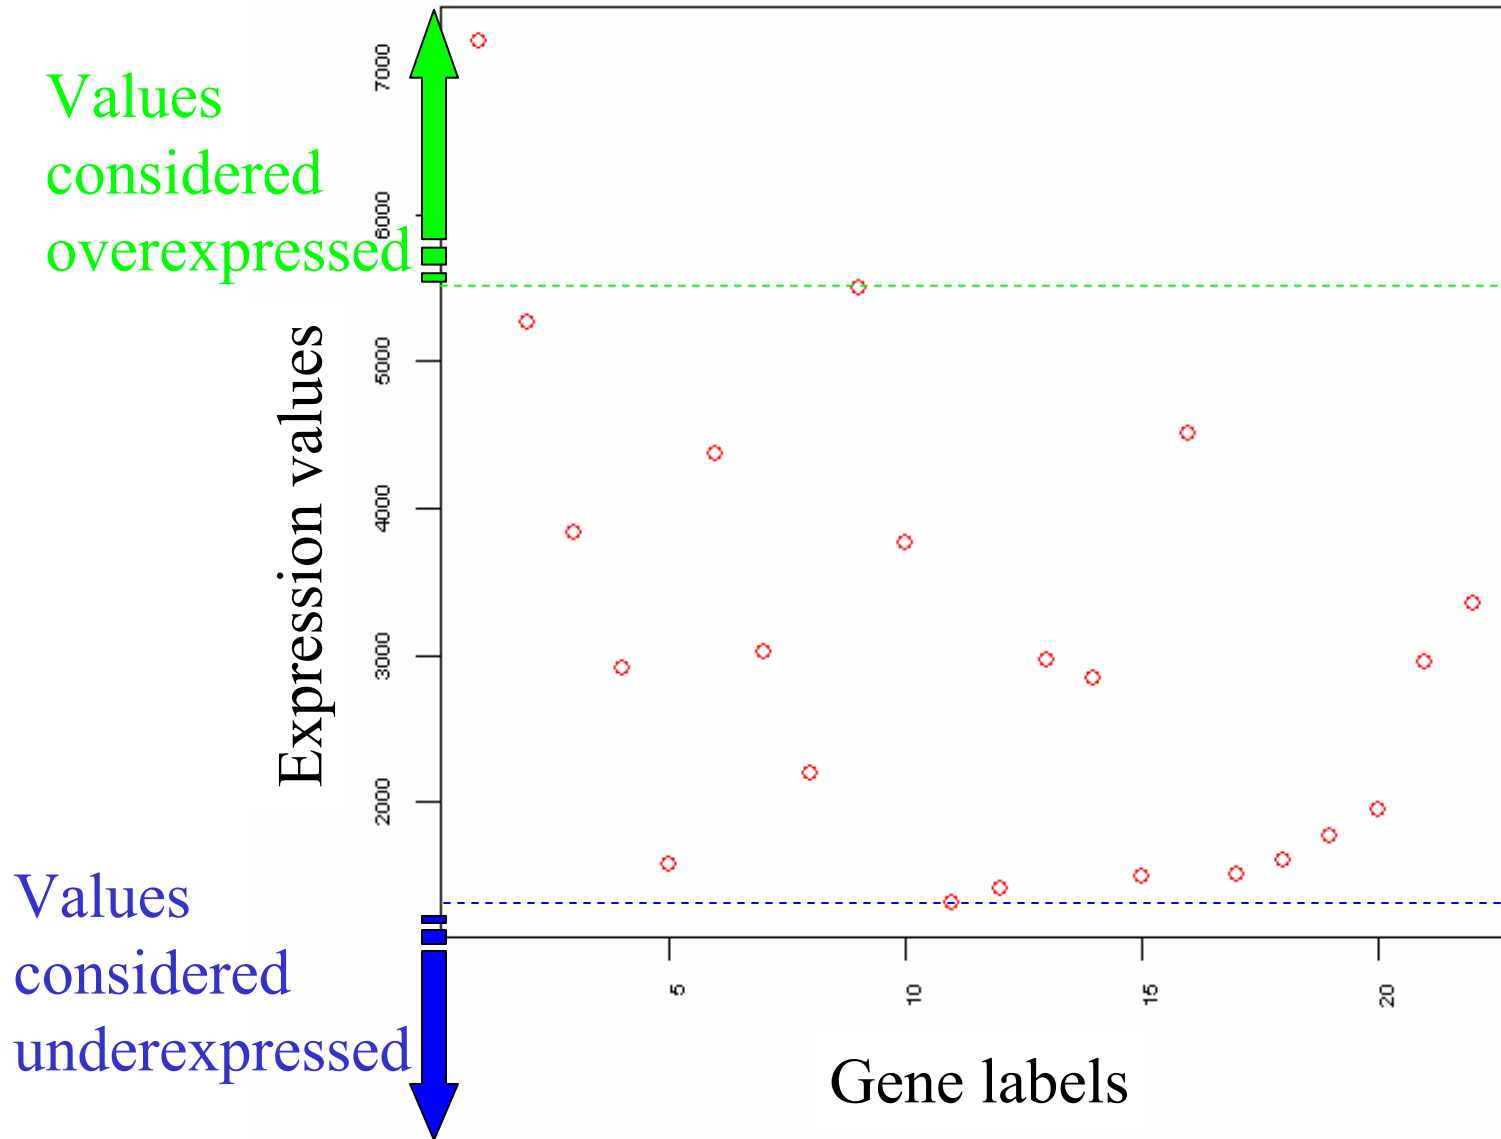 Values
considered
overexpressed
7000
6000
5000
4000
3000
2000
Expression values
Values
considered
underexpressed
5
10
15
20
Gene labels